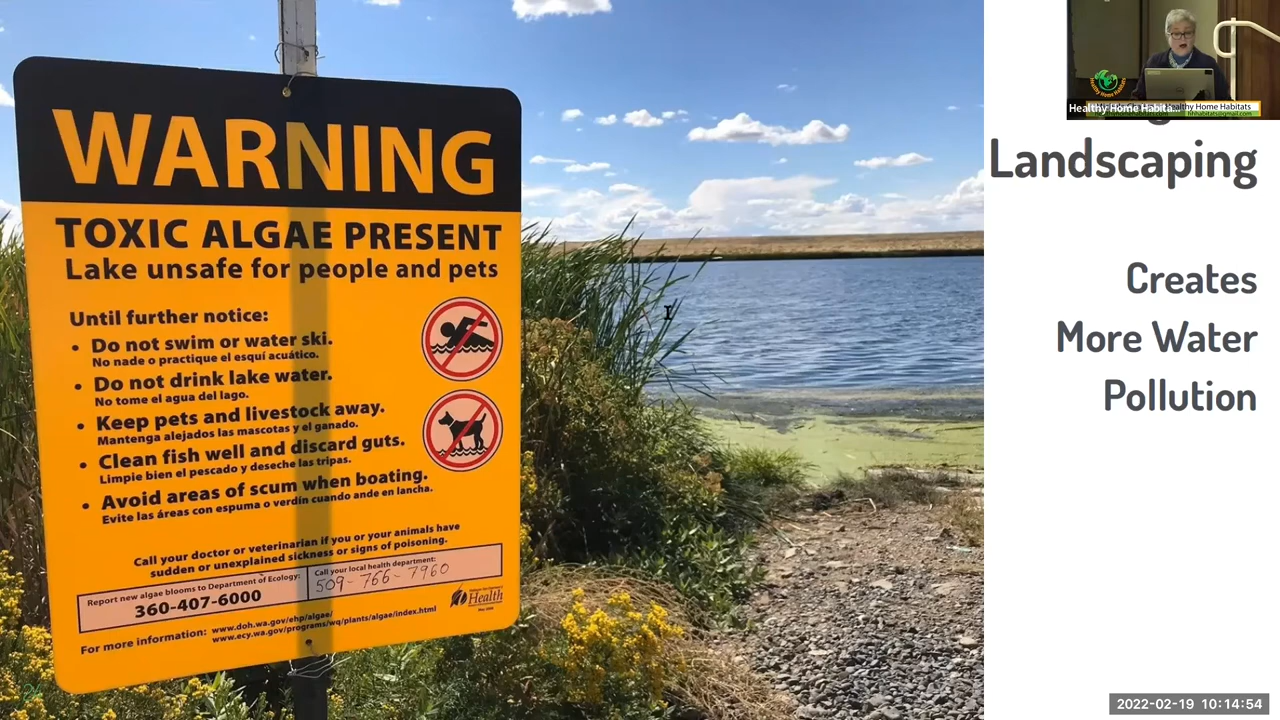 WARNING
TOXIC ALGAE PRESENT
Lake unsafe for people and pets
Until further notice:
• Do not swim or water ski.
No nade o practique el esquí acuático.
• Do not drink lake water.
No tome el agua del lago.
• Keep pets and livestock away.
Mantenga alejados las mascotas y el ganado.
• Clean fish well and discard guts.
Limpie bien el pescado y deseche las tripas.
• Avoid areas of scum when boating.
Evite las áreas con espuma o verdín cuando ande en lancha.
Call your doctor or veterinarian if you or your animals have
sudden or unexplained sickness or signs of poisoning.
Report new algae blooms to Department of Ecology:
360-407-6000
Call your local health department:
509-766-7960
For more information: www.doh.wa.gov/ehp/algae/
www.ecy.wa.gov/programs/wq/plants/algae/index.html
Health
Healthy Home Habita...
Healthy Home Habitats
hhhabitats@gmail.com
Landscaping
Creates
More Water
Pollution
2022-02-19 10:14:54